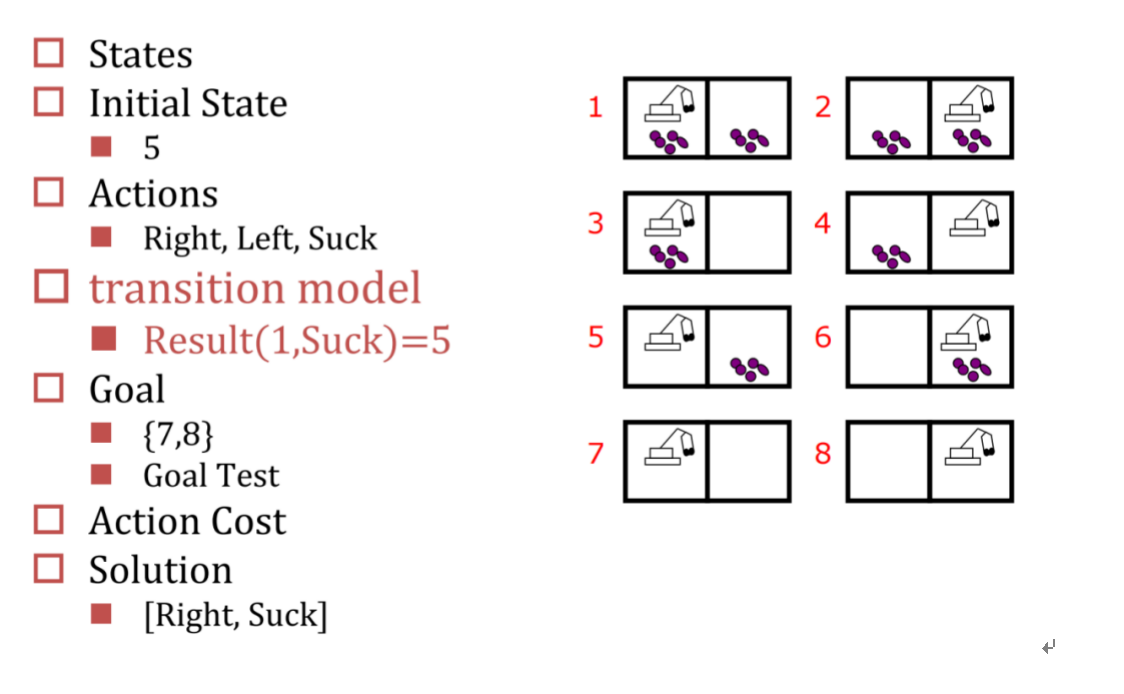 States
Initial State
5
Actions
Right, Left, Suck
transition model
Result(1,Suck)=5
Goal
{7,8}
Goal Test
Action Cost
Solution
[Right, Suck]
1
2
3
4
5
6
7
8